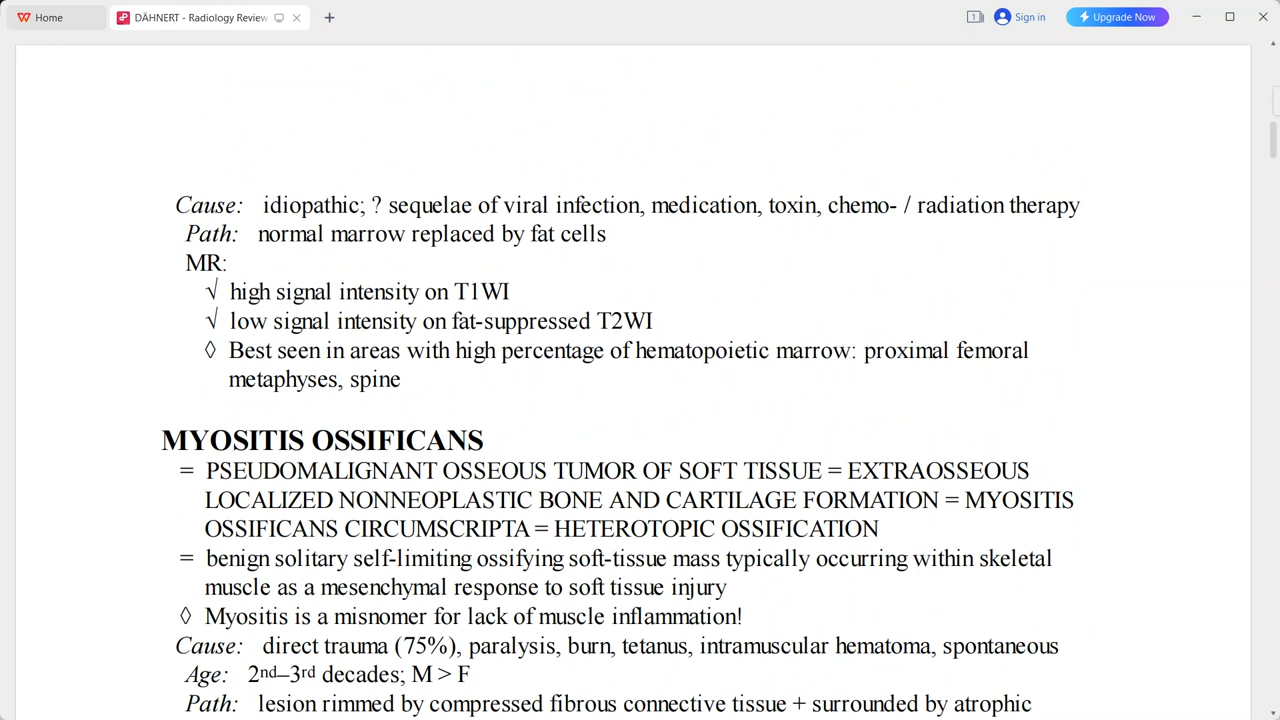 Home
DÄHNERT - Radiology Review
1
Sign in
Upgrade Now
Cause: idiopathic; ? sequelae of viral infection, medication, toxin, chemo- / radiation therapy
Path: normal marrow replaced by fat cells
MR:
√ high signal intensity on T1WI
√ low signal intensity on fat-suppressed T2WI
◊ Best seen in areas with high percentage of hematopoietic marrow: proximal femoral
metaphyses, spine
MYOSITIS OSSIFICANS
= PSEUDOMALIGNANT OSSEOUS TUMOR OF SOFT TISSUE = EXTRAOSSEOUS
LOCALIZED NONNEOPLASTIC BONE AND CARTILAGE FORMATION = MYOSITIS
OSSIFICANS CIRCUMSCRIPTA = HETEROTOPIC OSSIFICATION
= benign solitary self-limiting ossifying soft-tissue mass typically occurring within skeletal
muscle as a mesenchymal response to soft tissue injury
◊ Myositis is a misnomer for lack of muscle inflammation!
Cause: direct trauma (75%), paralysis, burn, tetanus, intramuscular hematoma, spontaneous
Age: 2nd–3rd decades; M > F
Path: lesion rimmed by compressed fibrous connective tissue + surrounded by atrophic